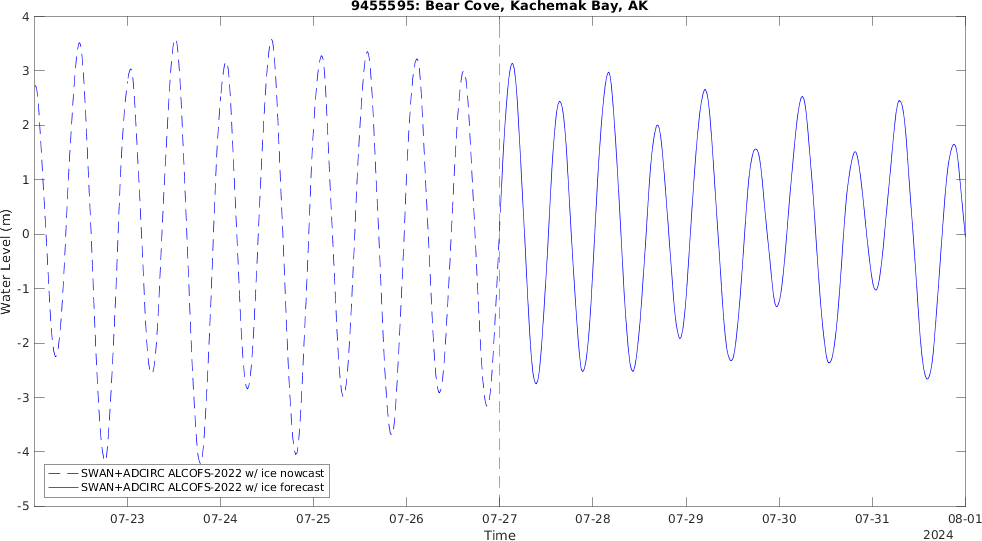 9455595: Bear Cove, Kachemak Bay, AK
Water Level (m)
4
3
2
1
0
-1
-2
-3
-4
-5
SWAN+ADCIRC ALCOFS-2022 w/ ice nowcast
SWAN+ADCIRC ALCOFS-2022 w/ ice forecast
07-23 07-24 07-25 07-26 07-27 07-28 07-29 07-30 07-31 08-01
Time
2024